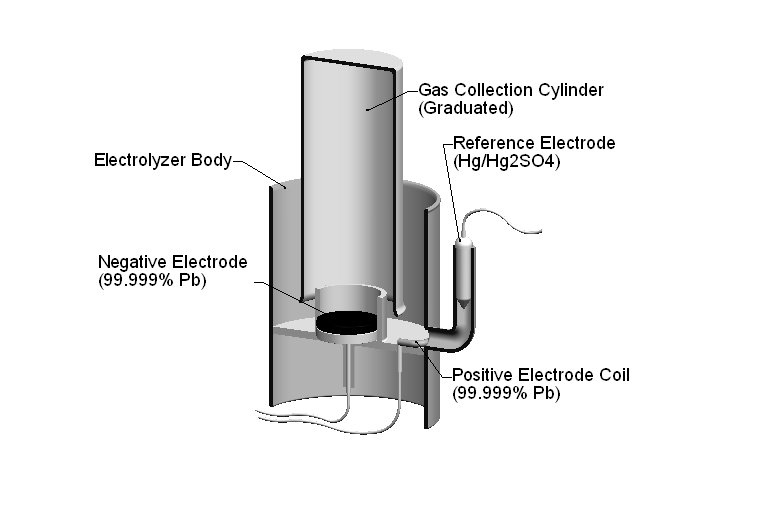 Gas Collection Cylinder
(Graduated)
Reference Electrode
(Hg/Hg2SO4)
Electrolyzer Body
Negative Electrode
(99.999% Pb)
Positive Electrode Coil
(99.999% Pb)